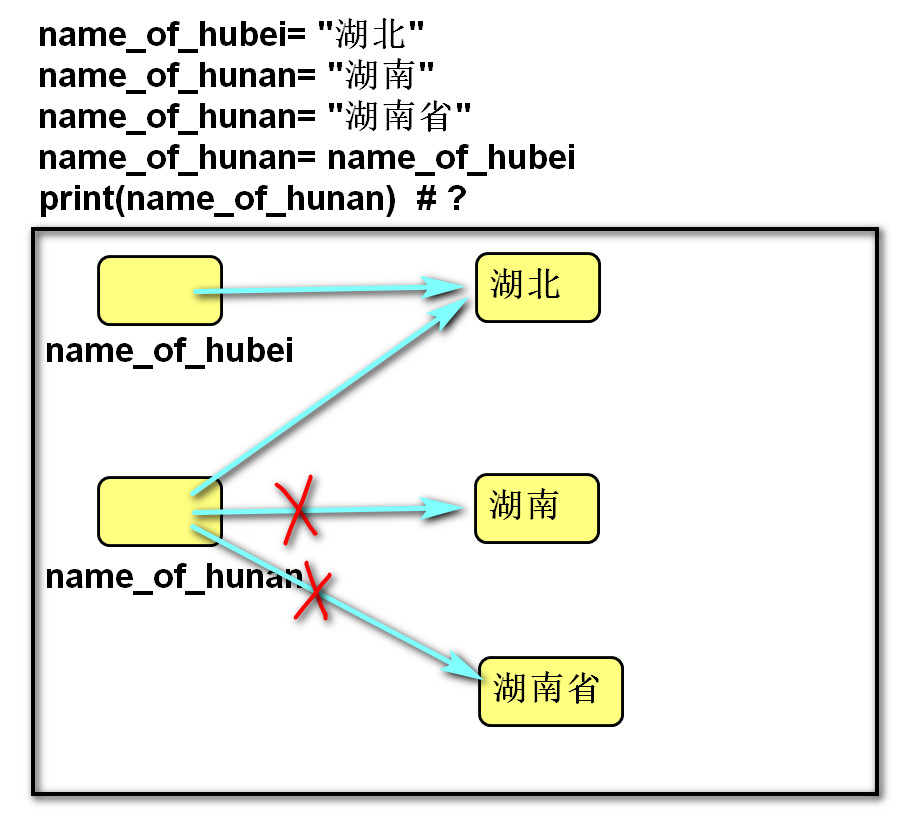 name_of_hubei= "湖北"
name_of_hunan= "湖南"
name_of_hunan= "湖南省"
name_of_hunan= name_of_hubei
print(name_of_hunan)  # ?
湖北
name_of_hubei
湖南
name_of_hunan
湖南省